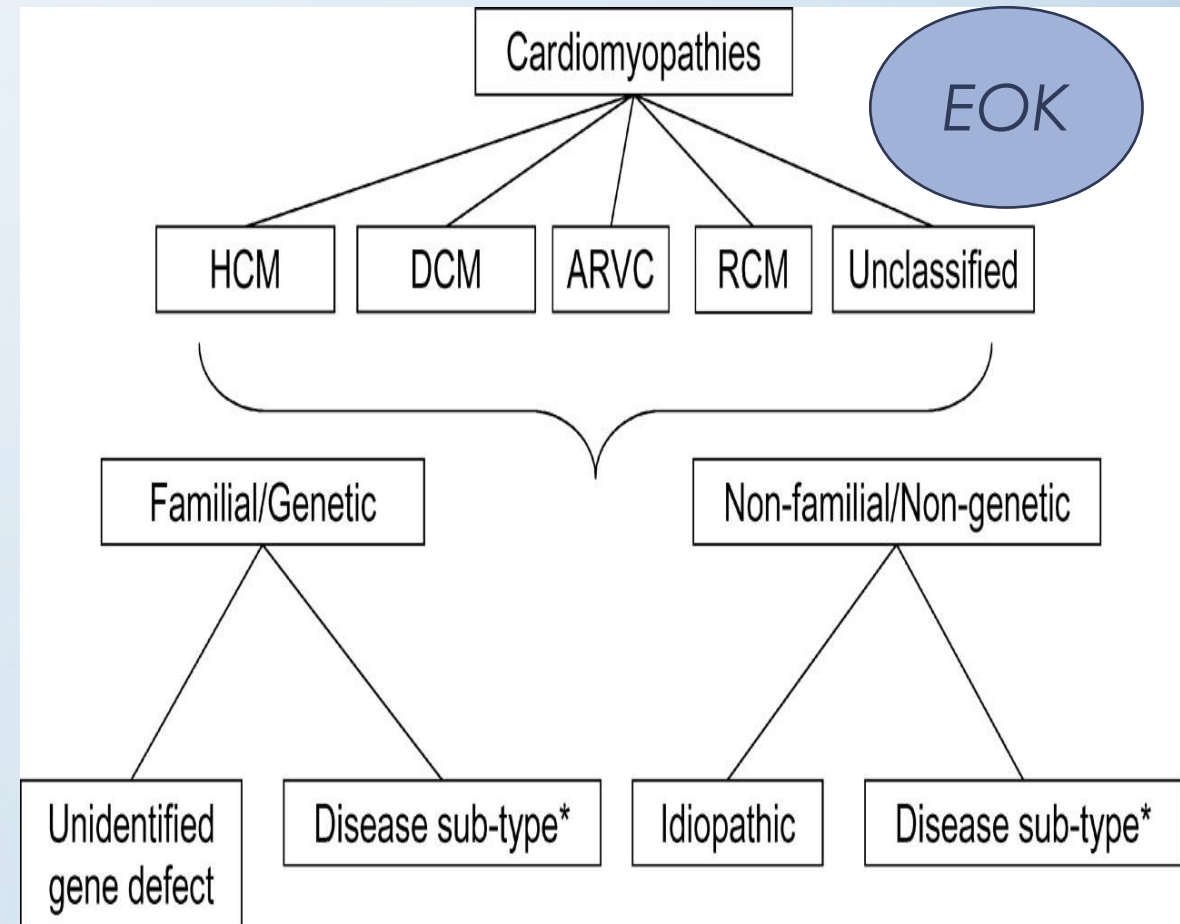 Cardiomyopathies
EOK
HCM
DCM
ARVC
RCM
Unclassified
Familial/Genetic
Non-familial/Non-genetic
Unidentified
gene defect
Disease sub-type*
Idiopathic
Disease sub-type*